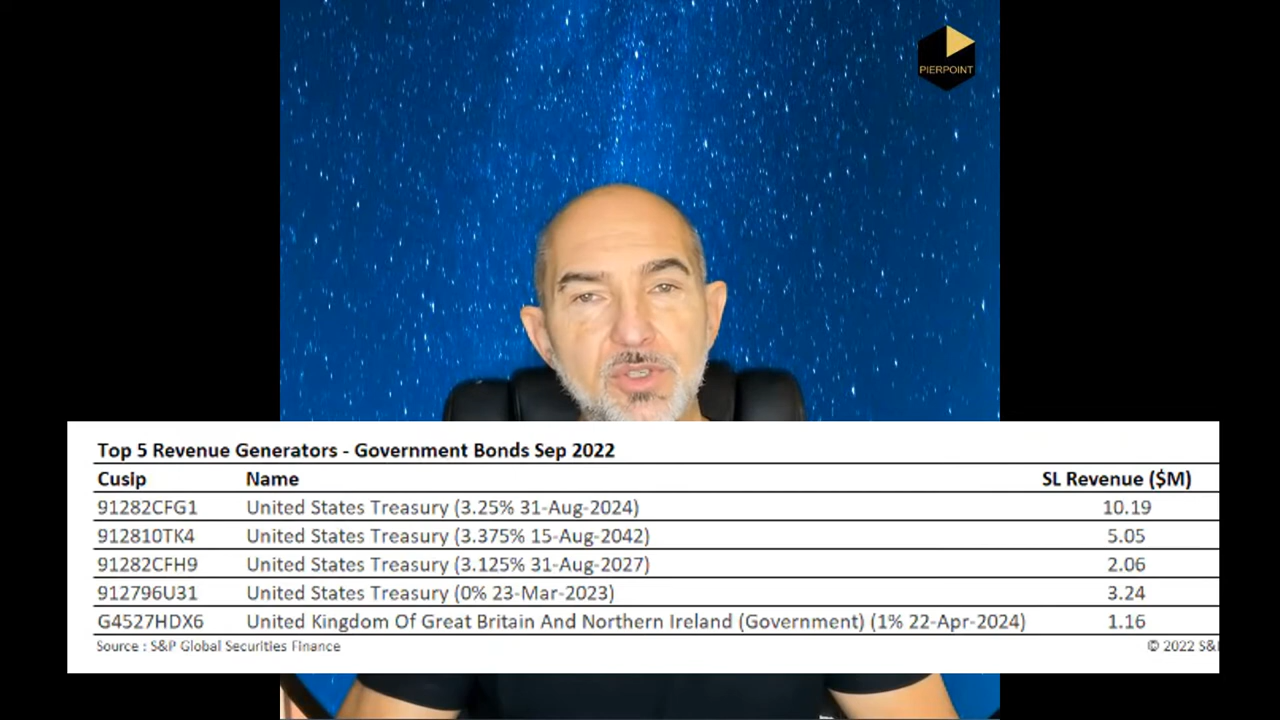 PIERPOINT
Top 5 Revenue Generators - Government Bonds Sep 2022
Cusip Name SL Revenue ($M)
91282CFG1 United States Treasury (3.25% 31-Aug-2024) 10.19
912810TK4 United States Treasury (3.375% 15-Aug-2042) 5.05
91282CFH9 United States Treasury (3.125% 31-Aug-2027) 2.06
912796U31 United States Treasury (0% 23-Mar-2023) 3.24
G4527HDX6 United Kingdom Of Great Britain And Northern Ireland (Government) (1% 22-Apr-2024) 1.16
Source : S&P Global Securities Finance © 2022